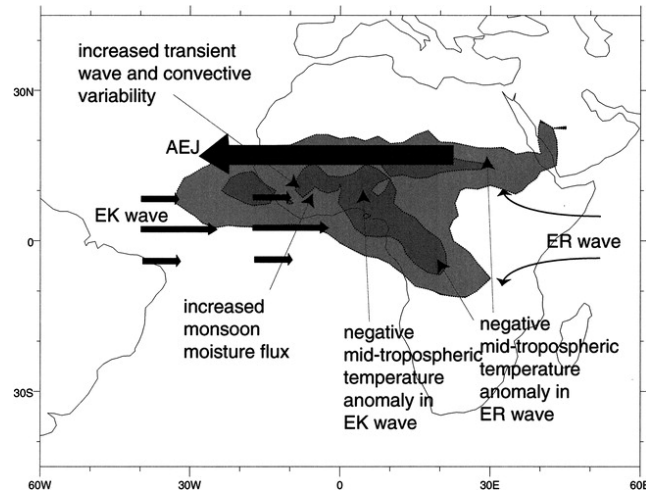 increased transient
wave and convective
variability
30N
AEJ
EK wave
0
ER wave
increased
monsoon
moisture flux
negative
mid-tropospheric
temperature
anomaly in
EK wave
negative
mid-tropospheric
temperature
anomaly in
ER wave
30S
60W
30W
0
30E
60E